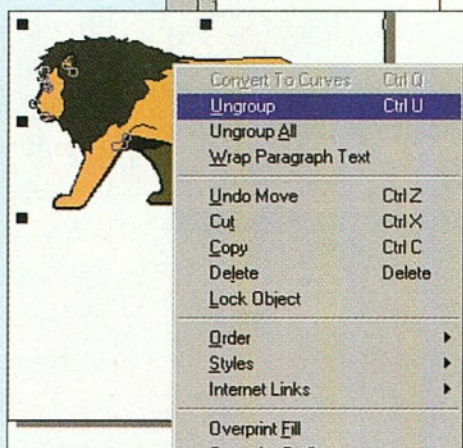 Convert To Curves Ctrl Q
Ungroup Ctrl U
Ungroup All
Wrap Paragraph Text
Undo Move Ctrl Z
Cut Ctrl X
Copy Ctrl C
Delete Delete
Lock Object
Order
Styles
Internet Links
Overprint Fill